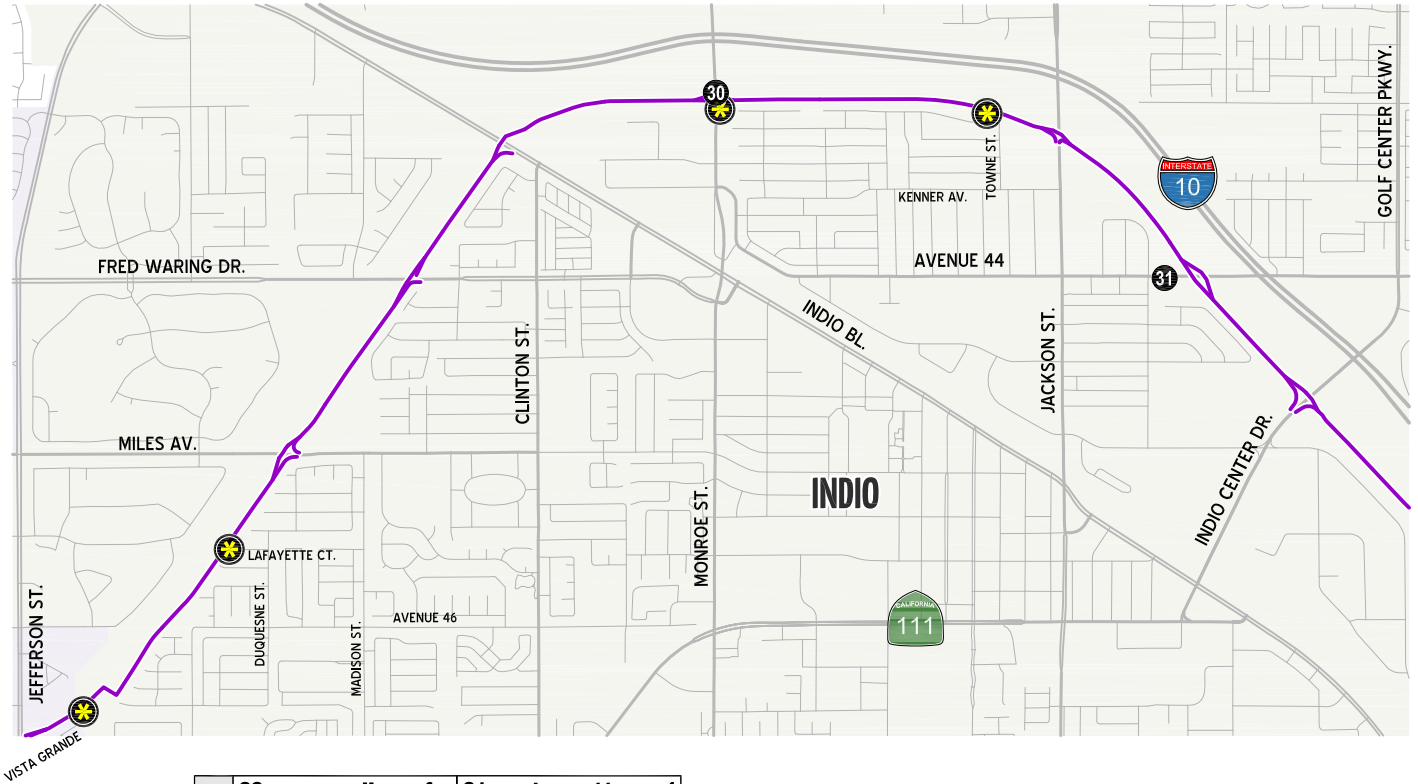 30
GOLF CENTER PKWY.
TOWNE ST.
INTERSTATE
10
KENNER AV.
FRED WARING DR.
AVENUE 44
31
INDIO BL.
CLINTON ST.
JACKSON ST.
MILES AV.
INDIO CENTER DR.
INDIO
MONROE ST.
LAFAYETTE CT.
JEFFERSON ST.
DUQUESNE ST.
MADISON ST.
AVENUE 46
CALIFORNIA
111
VISTA GRANDE